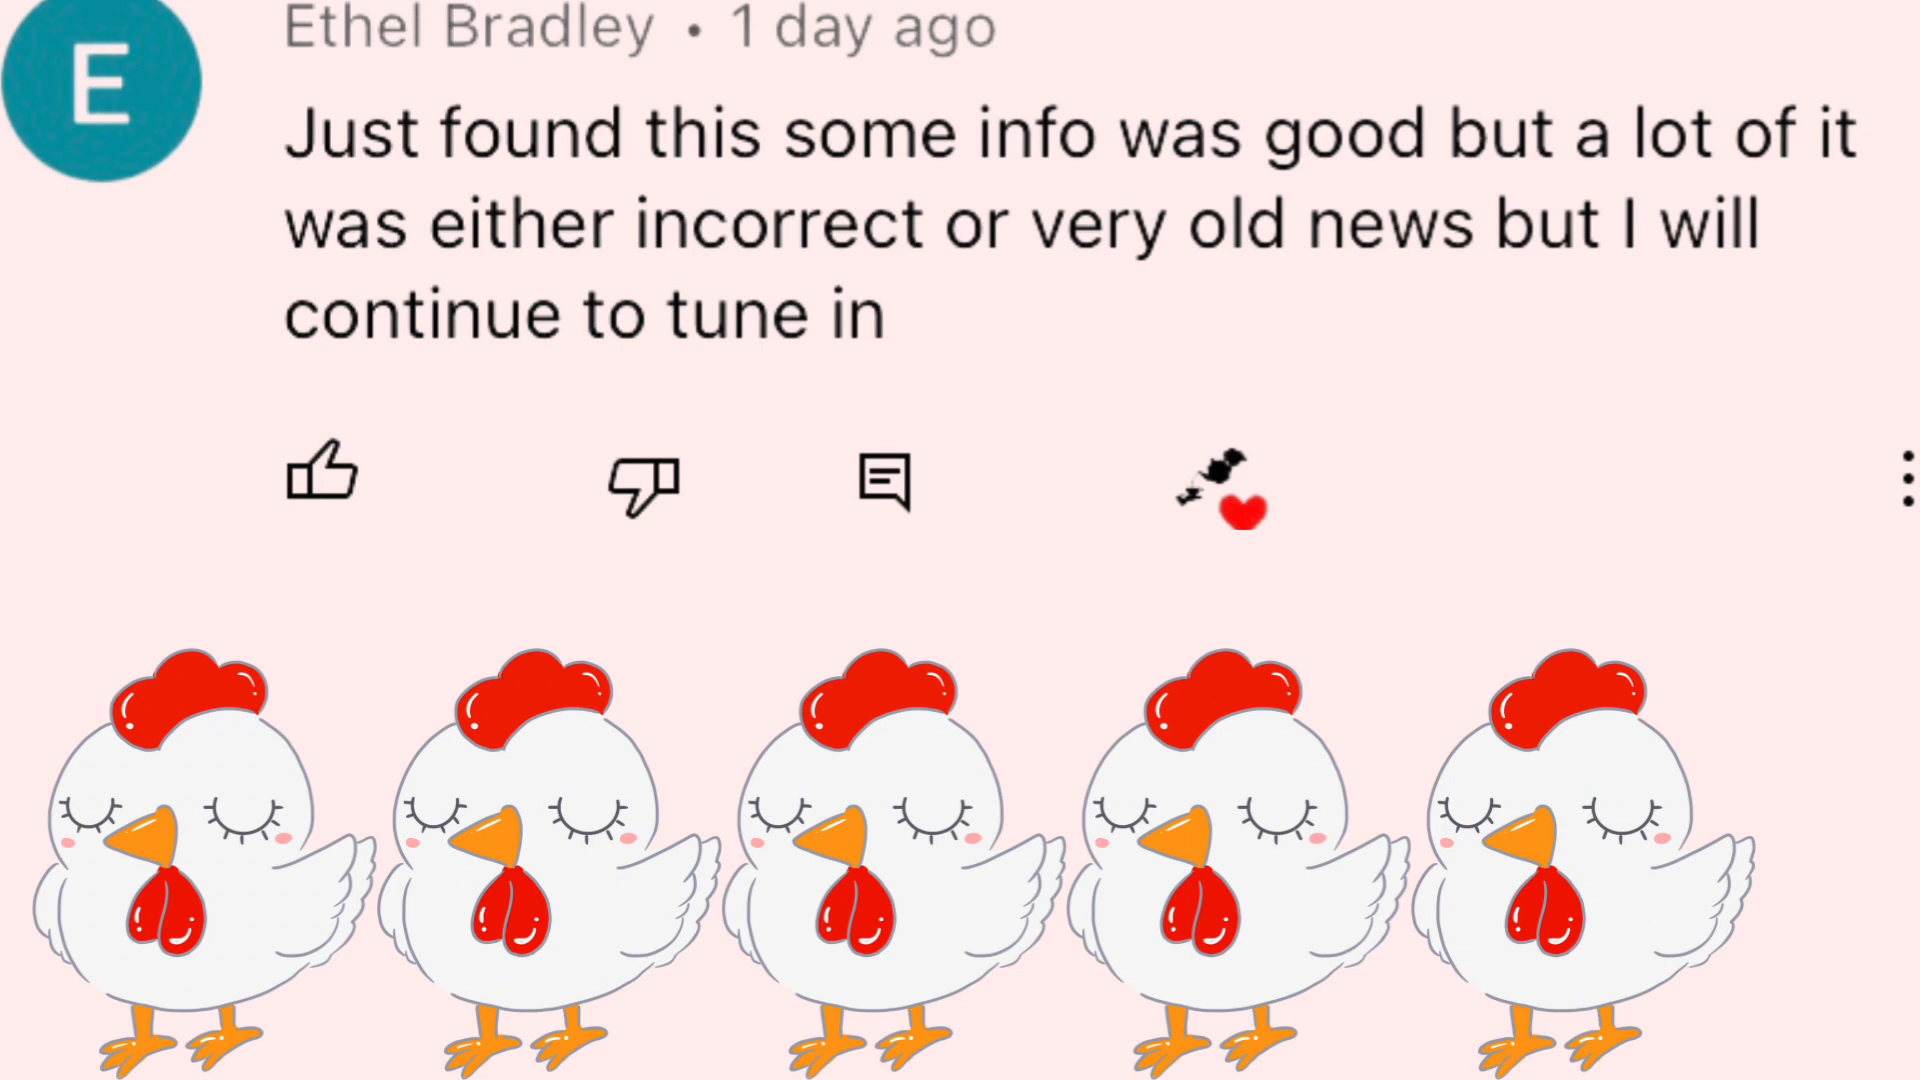 E
Ethel Bradley • 1 day ago
Just found this some info was good but a lot of it
was either incorrect or very old news but I will
continue to tune in